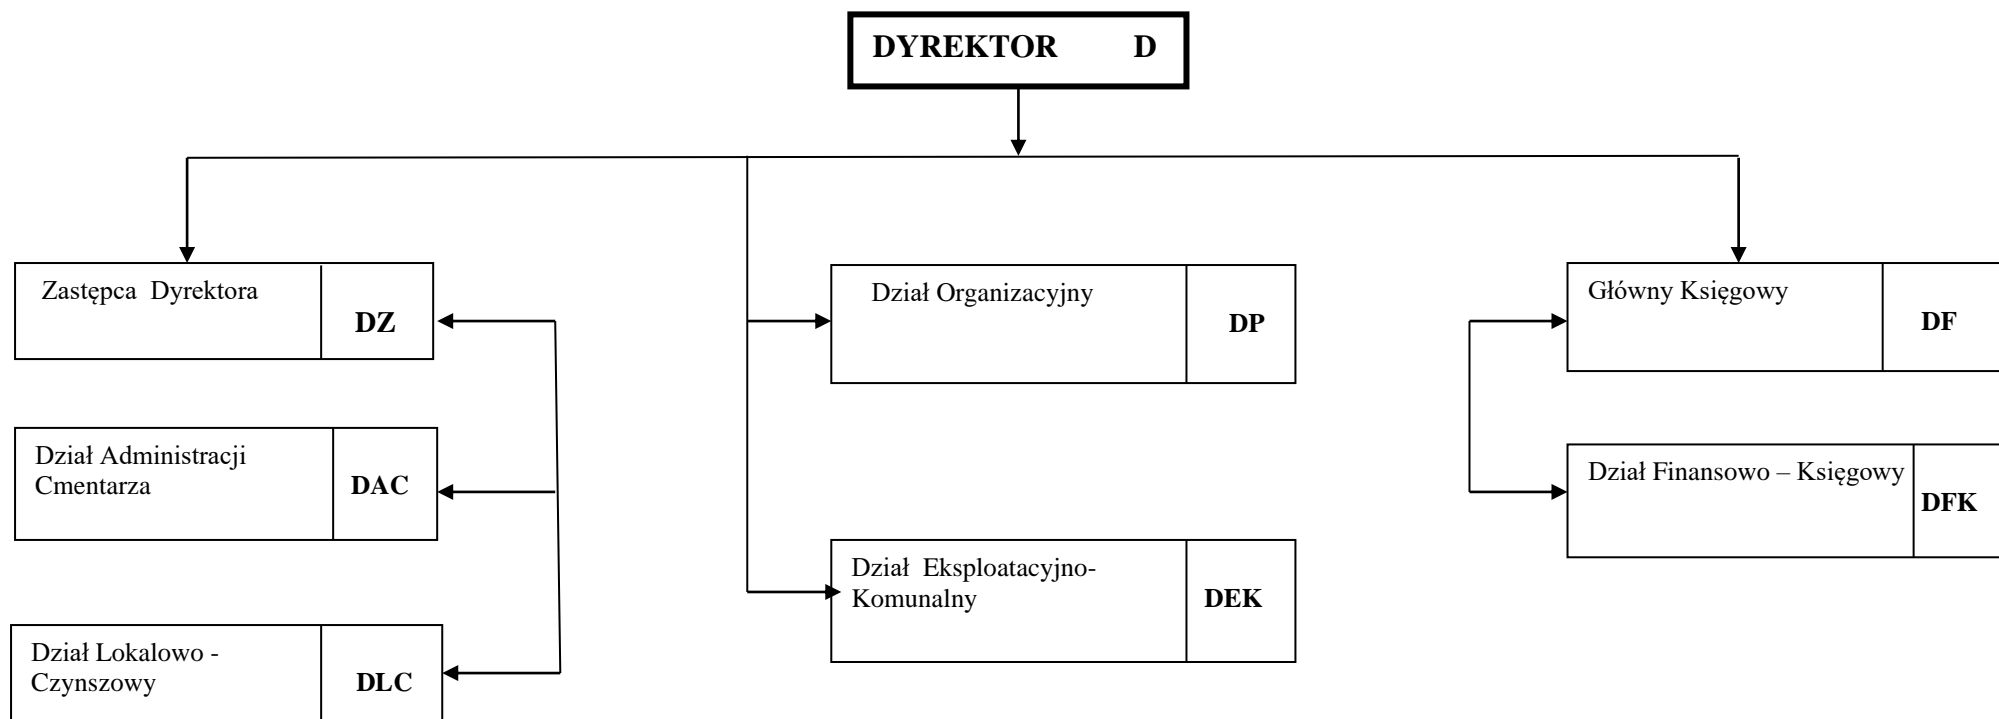 DYREKTOR D
Zastępca Dyrektora
DZ
Dział Organizacyjny
DP
Główny Księgowy
DF
Dział Administracji
Cmentarza
DAC
Dział Finansowo – Księgowy
DFK
Dział Eksploatacyjno-
Komunalny
DEK
Dział Lokalowo -
Czynszowy
DLC